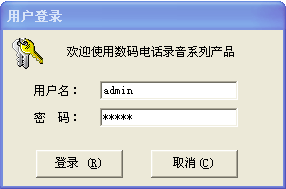 用户登录
欢迎使用数码电话录音系列产品
用户名： admin
密 码： *****
登录 (R) 取消(C)